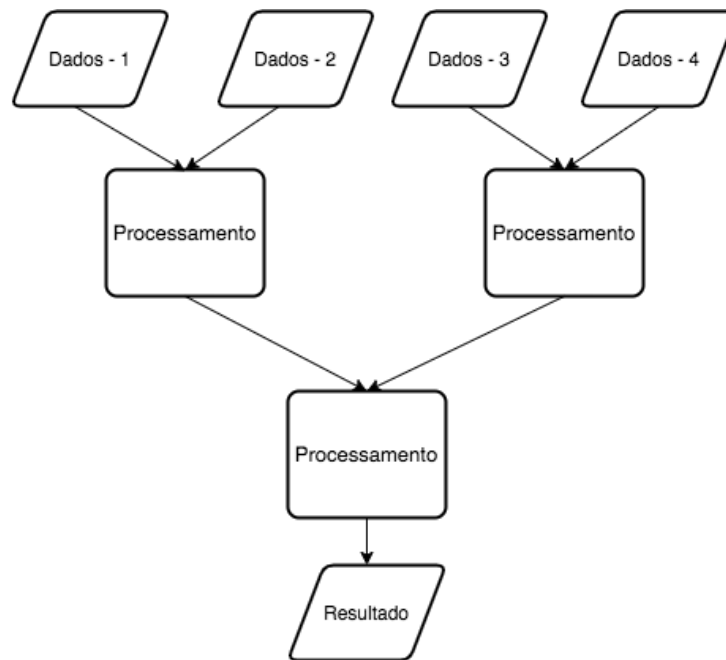 Dados - 1
Dados - 2
Dados - 3
Dados - 4
Processamento
Processamento
Processamento
Resultado